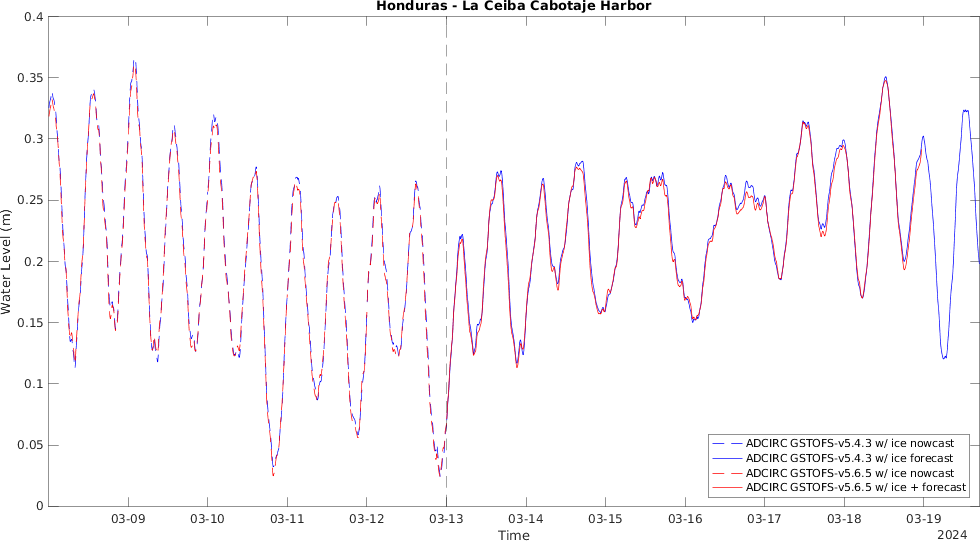 Honduras - La Ceiba Cabotaje Harbor
0.4
0.35
0.3
0.25
0.2
0.15
0.1
0.05
0
Water Level (m)
03-09 03-10 03-11 03-12 03-13 03-14 03-15 03-16 03-17 03-18 03-19
Time
2024
ADCIRC GSTOFS-v5.4.3 w/ ice nowcast
ADCIRC GSTOFS-v5.4.3 w/ ice forecast
ADCIRC GSTOFS-v5.6.5 w/ ice nowcast
ADCIRC GSTOFS-v5.6.5 w/ ice + forecast